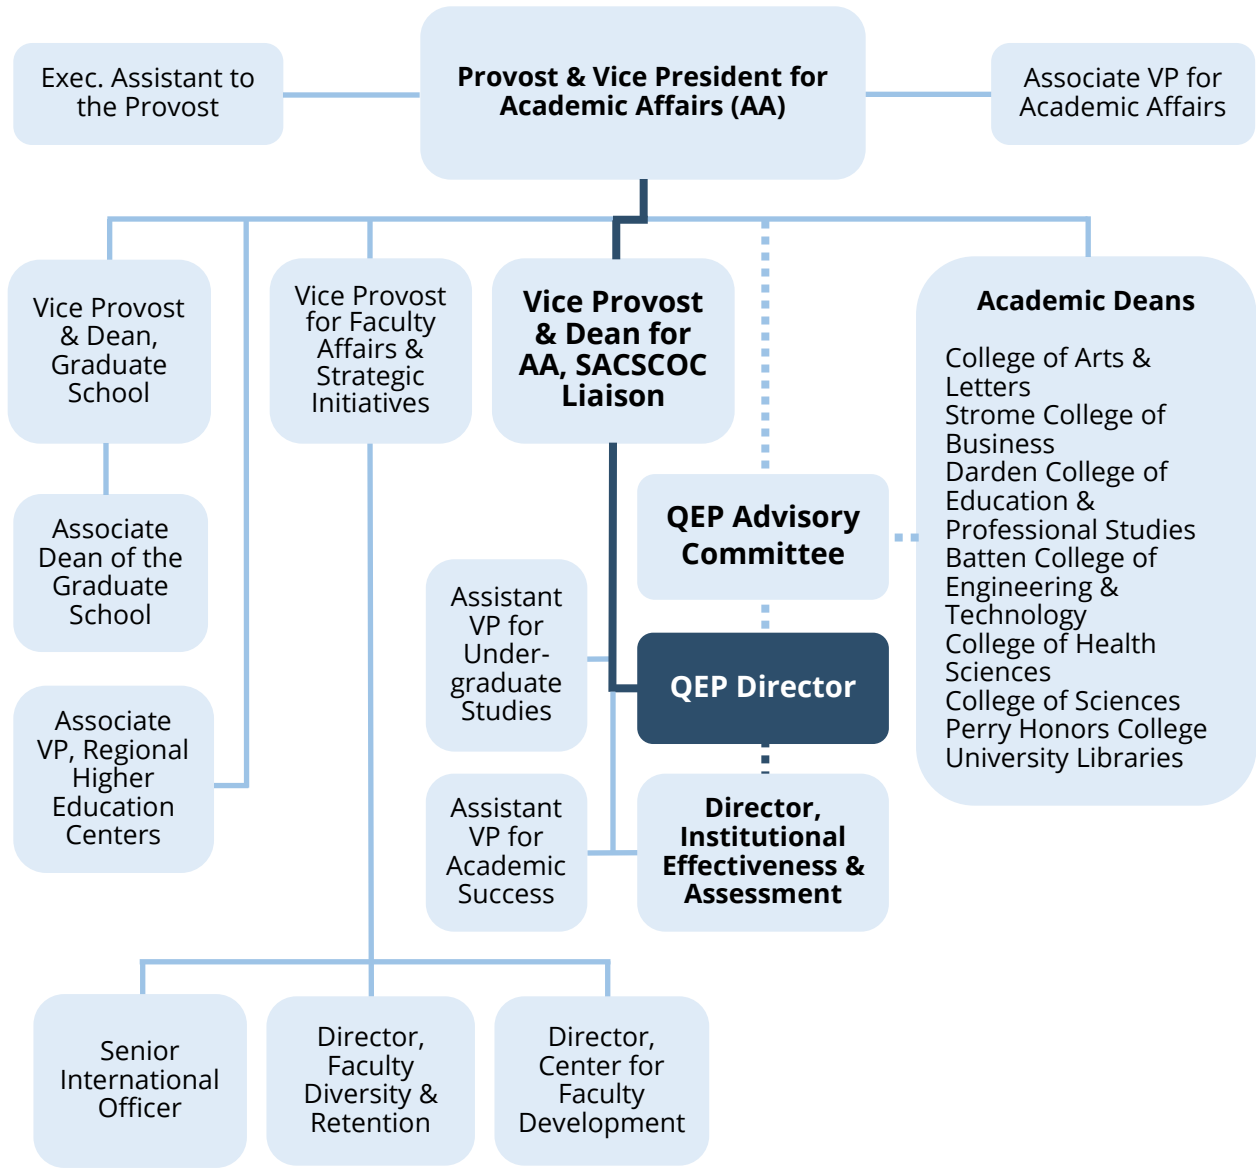 Exec. Assistant to
the Provost
Provost & Vice President for
Academic Affairs (AA)
Associate VP for
Academic Affairs
Vice Provost
& Dean,
Graduate
School
Vice Provost
for Faculty
Affairs &
Strategic
Initiatives
Vice Provost
& Dean for
AA, SACSCOC
Liaison
Academic Deans
College of Arts &
Letters
Strome College of
Business
Darden College of
Education &
Professional Studies
Batten College of
Engineering &
Technology
College of Health
Sciences
College of Sciences
Perry Honors College
University Libraries
Associate
Dean of the
Graduate
School
QEP Advisory
Committee
Assistant
VP for
Under-
graduate
Studies
QEP Director
Associate
VP, Regional
Higher
Education
Centers
Assistant
VP for
Academic
Success
Director,
Institutional
Effectiveness &
Assessment
Senior
International
Officer
Director,
Faculty
Diversity &
Retention
Director,
Center for
Faculty
Development